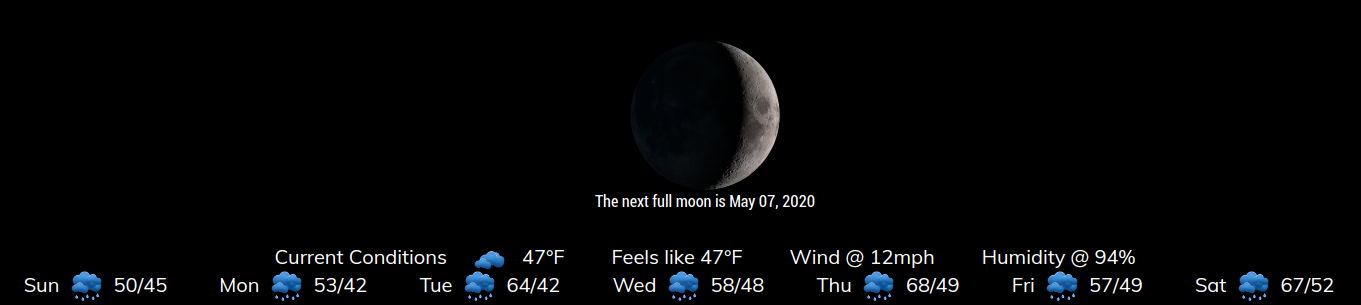 The next full moon is May 07, 2020
Current Conditions 47°F Feels like 47°F Wind @ 12mph Humidity @ 94%
Sun 50/45 Mon 53/42 Tue 64/42 Wed 58/48 Thu 68/49 Fri 57/49 Sat 67/52